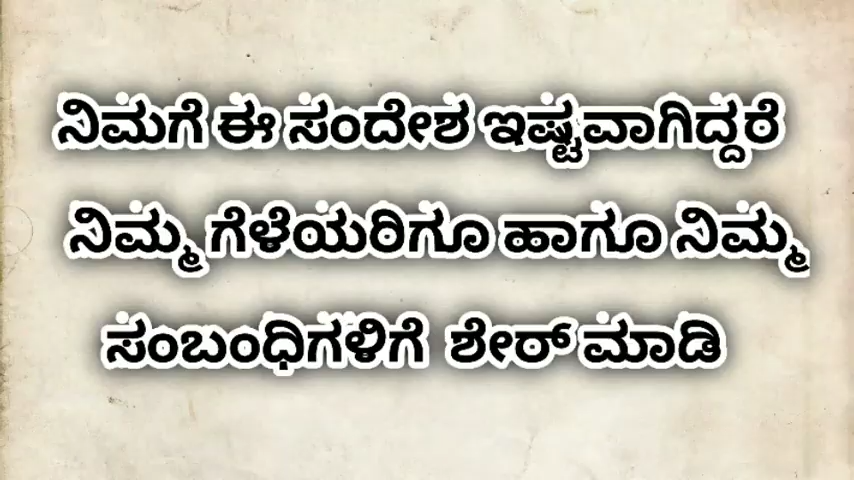 ನಿಮಗೆ ಈ ಸಂದೇಶ ಇಷ್ಟವಾಗಿದ್ದರೆ
ನಿಮ್ಮ ಗೆಳೆಯರಿಗೂ ಹಾಗೂ ನಿಮ್ಮ
ಸಂಬಂಧಿಗಳಿಗೆ ಶೇರ್ ಮಾಡಿ